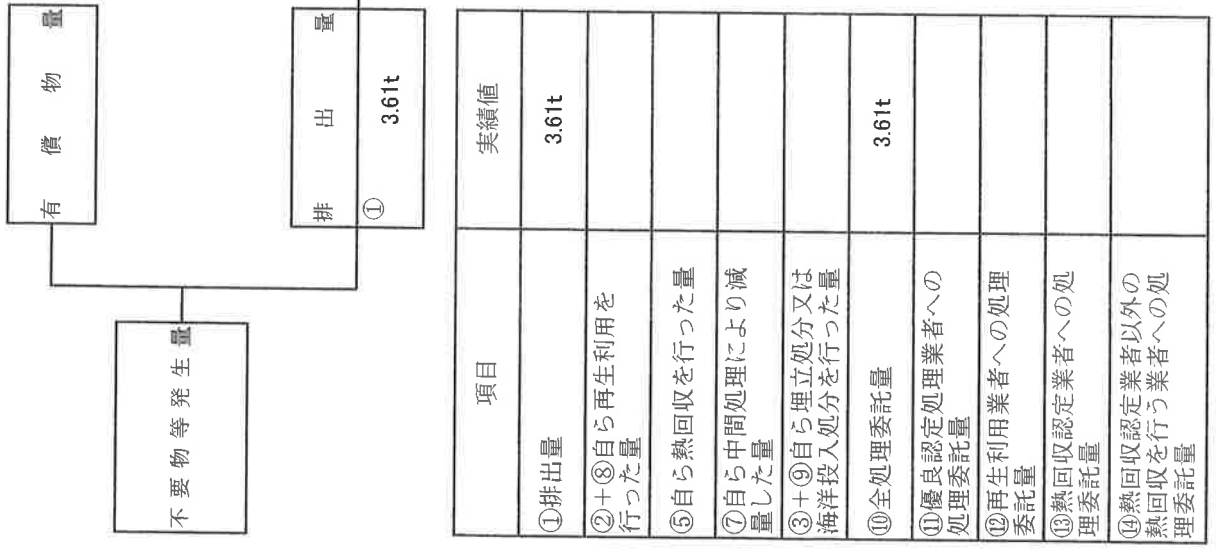 有償物量
不要物等発生量
排出量
①
3.61t
項目
実績値
①排出量
3.61t
②+⑧自ら再生利用を
行った量
⑤自ら熱回収を行った量
⑦自ら中間処理により減
量した量
③+⑨自ら埋立処分又は
海洋投入処分を行った量
⑩全処理委託量
3.61t
⑪優良認定処理業者への
処理委託量
⑫再生利用業者への処理
委託量
⑬熱回収認定業者への処
理委託量
⑭熱回収認定業者以外の
熱回収を行う業者への処
理委託量